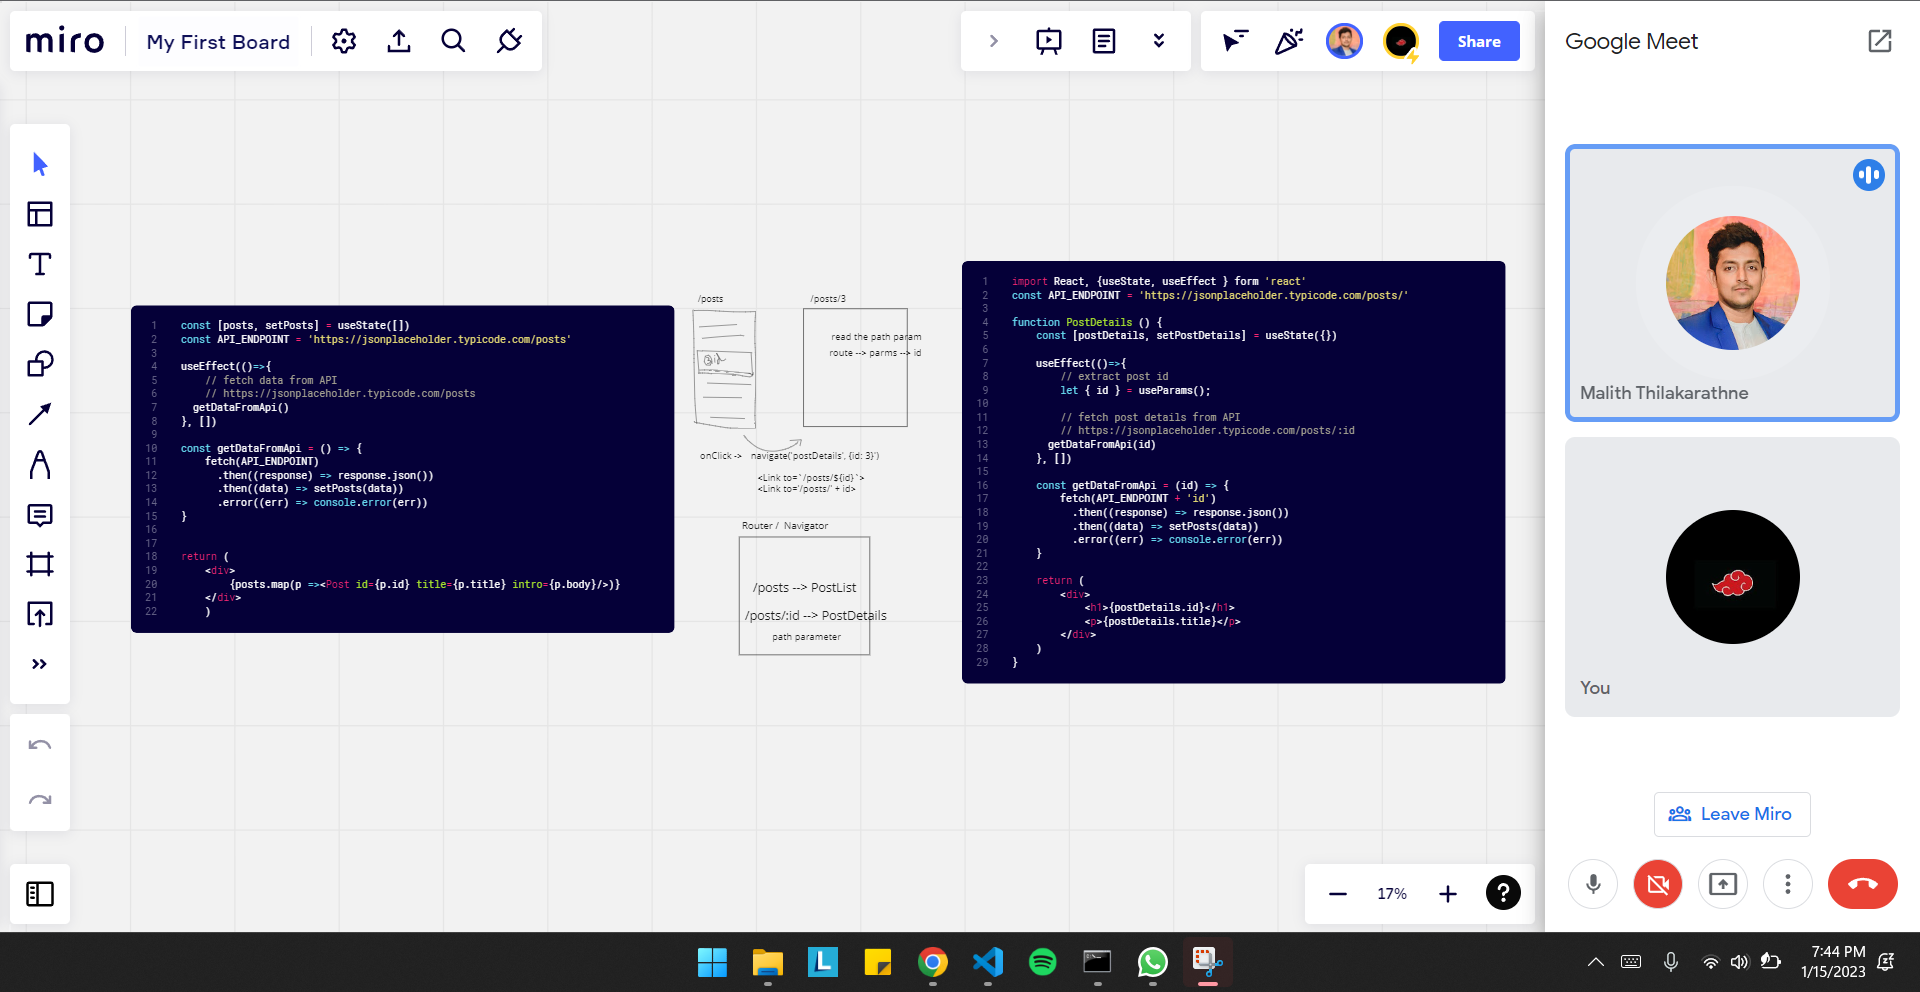 miro
My First Board
Share
Google Meet
Malith Thilakarathne
You
Leave Miro
1 const [posts, setPosts] = useState([])
2 const API_ENDPOINT = 'https://jsonplaceholder.typicode.com/posts'
3
4 useEffect(()=>{
5 // fetch data from API
6 // https://jsonplaceholder.typicode.com/posts
7 getDataFromApi()
8 }, [])
9
10 const getDataFromApi = () => {
11 fetch(API_ENDPOINT)
12 .then((response) => response.json())
13 .then((data) => setPosts(data))
14 .error((err) => console.error(err))
15 }
16
17
18 return (
19 <div>
20 {posts.map(p =><Post id={p.id} title={p.title} intro={p.body}/>)}
21 </div>
22 )
/posts
@id
/posts/3
read the path param
route --> parms --> id
onClick -> navigate('postDetails', {id: 3}')
<Link to=`/posts/${id}`>
<Link to='/posts/' + id>
Router / Navigator
/posts --> PostList
/posts/:id --> PostDetails
path parameter
1 import React, {useState, useEffect } form 'react'
2 const API_ENDPOINT = 'https://jsonplaceholder.typicode.com/posts/'
3
4 function PostDetails () {
5 const [postDetails, setPostDetails] = useState({})
6
7 useEffect(()=>{
8 // extract post id
9 let { id } = useParams();
10
11 // fetch post details from API
12 // https://jsonplaceholder.typicode.com/posts/:id
13 getDataFromApi(id)
14 }, [])
15
16 const getDataFromApi = (id) => {
17 fetch(API_ENDPOINT + 'id')
18 .then((response) => response.json())
19 .then((data) => setPosts(data))
20 .error((err) => console.error(err))
21 }
22
23 return (
24 <div>
25 <h1>{postDetails.id}</h1>
26 <p>{postDetails.title}</p>
27 </div>
28 )
29 }
17%
7:44 PM
1/15/2023